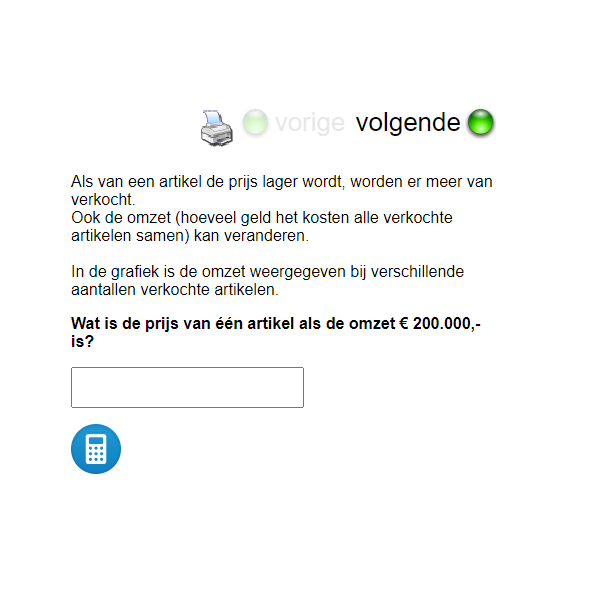 vorige volgende
Als van een artikel de prijs lager wordt, worden er meer van
verkocht.
Ook de omzet (hoeveel geld het kosten alle verkochte
artikelen samen) kan veranderen.
In de grafiek is de omzet weergegeven bij verschillende
aantallen verkochte artikelen.
Wat is de prijs van één artikel als de omzet € 200.000,-
is?